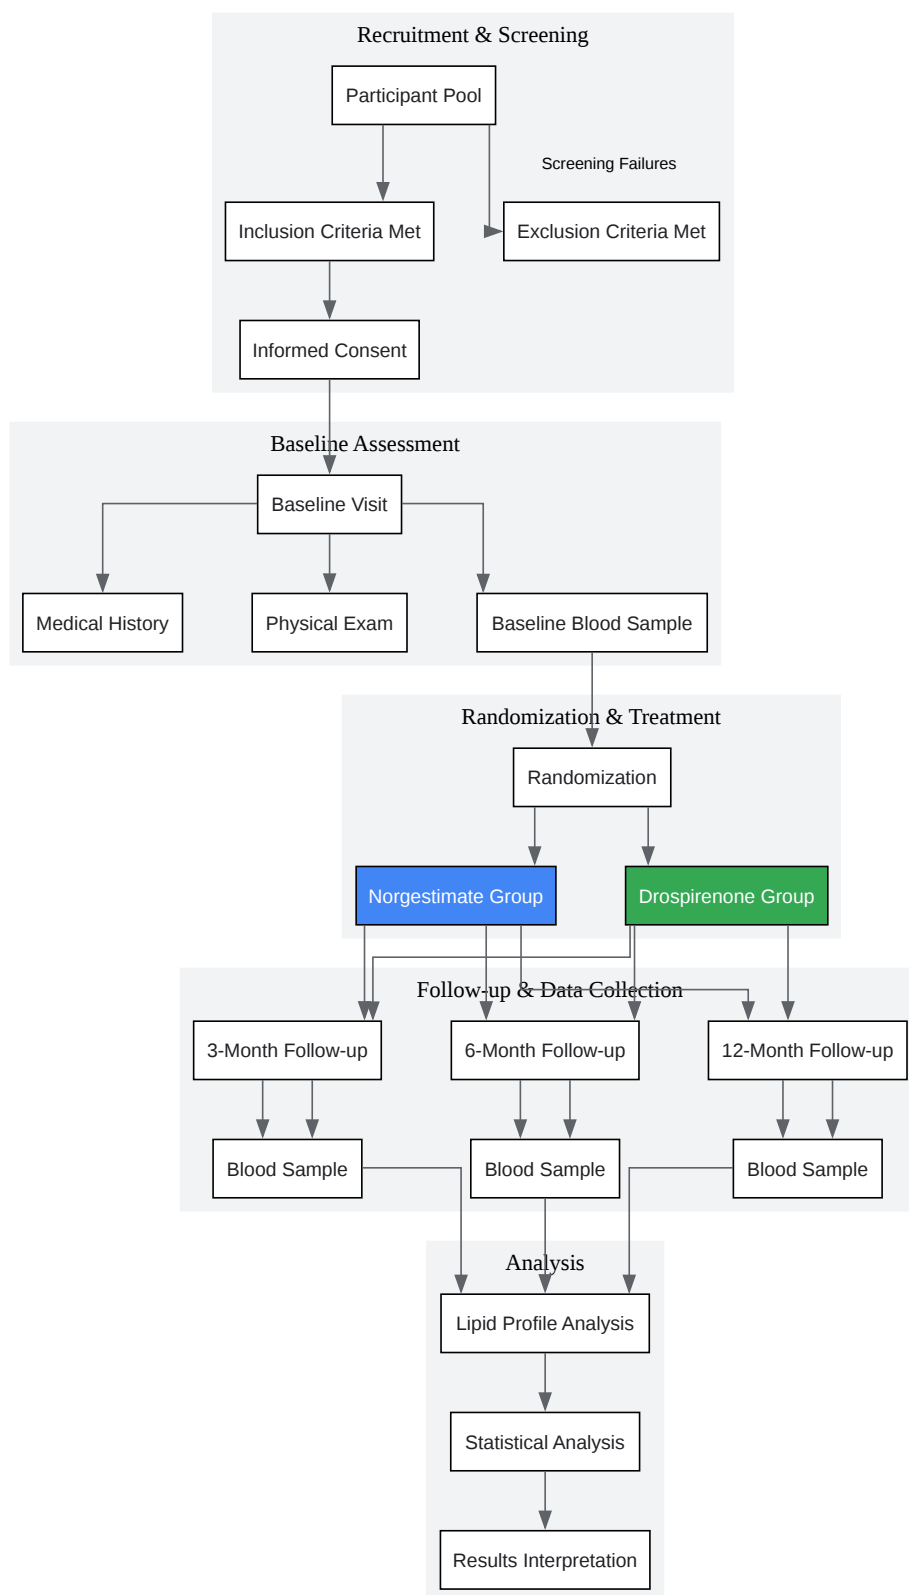 Recruitment & Screening
Participant Pool
Screening Failures
Inclusion Criteria Met
Exclusion Criteria Met
Informed Consent
Baseline Assessment
Baseline Visit
Medical History
Physical Exam
Baseline Blood Sample
Randomization & Treatment
Randomization
Norgestimate Group
Drospirenone Group
Follow-up & Data Collection
3-Month Follow-up
6-Month Follow-up
12-Month Follow-up
Blood Sample
Blood Sample
Blood Sample
Analysis
Lipid Profile Analysis
Statistical Analysis
Results Interpretation